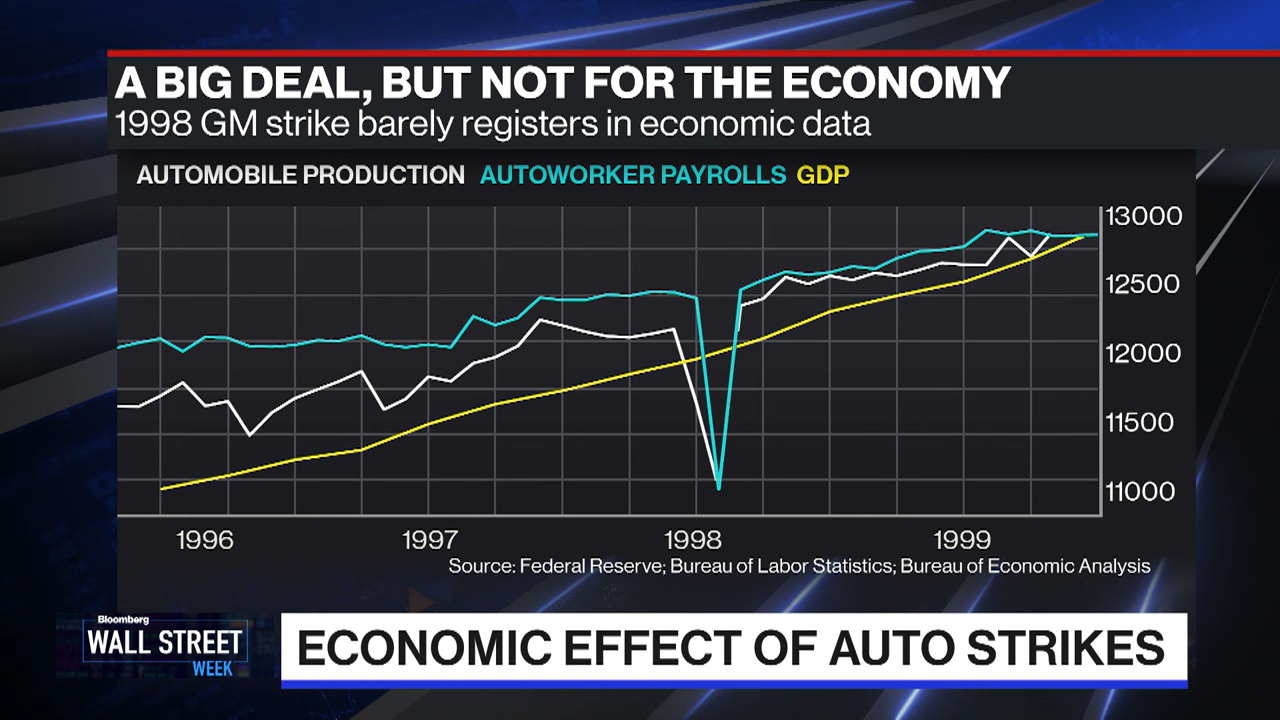 A BIG DEAL, BUT NOT FOR THE ECONOMY
1998 GM strike barely registers in economic data
AUTOMOBILE PRODUCTION AUTOWORKER PAYROLLS GDP
13000
12500
12000
11500
11000
1996 1997 1998 1999
Source: Federal Reserve; Bureau of Labor Statistics; Bureau of Economic Analysis
Bloomberg
WALL STREET
WEEK
ECONOMIC EFFECT OF AUTO STRIKES